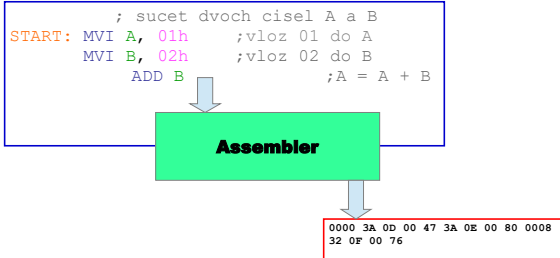 ; sucet dvoch cisel A a B
START: MVI A, 01h ;vloz 01 do A
MVI B, 02h ;vloz 02 do B
ADD B ;A = A + B
Assembler
0000 3A 0D 00 47 3A 0E 00 80 0008
32 0F 00 76